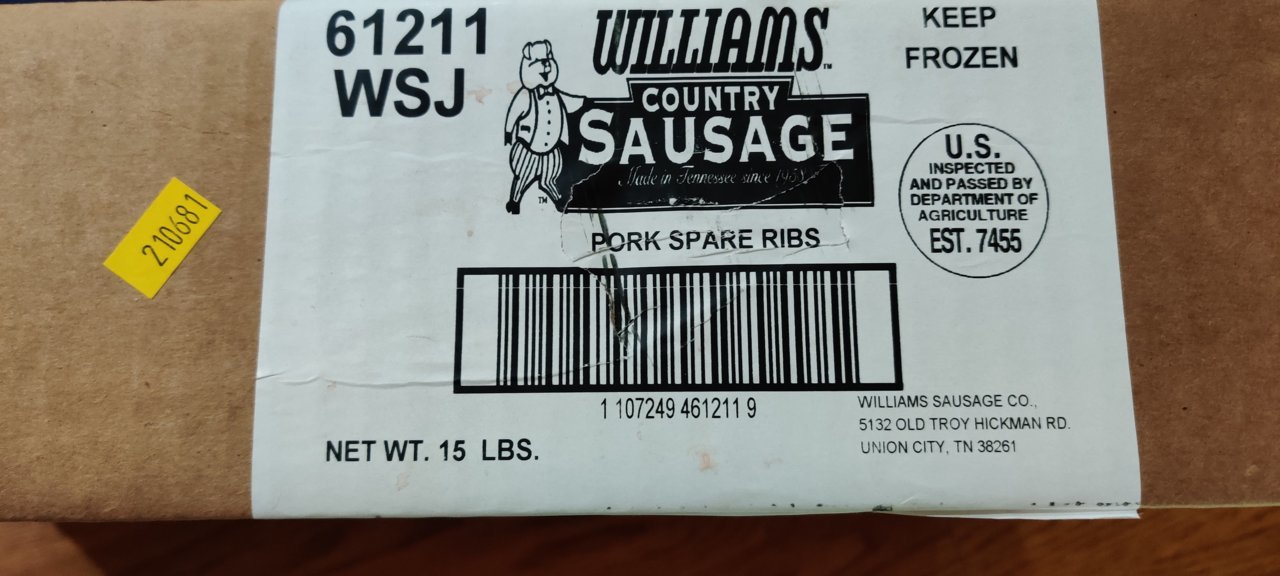 61211
WSJ
WILLIAMS™
COUNTRY
SAUSAGE
Made in Tennessee since
TM
PORK SPARE RIBS
KEEP
FROZEN
U.S.
INSPECTED
AND PASSED BY
DEPARTMENT OF
AGRICULTURE
EST. 7455
210681
1 107249 461211 9
NET WT. 15 LBS.
WILLIAMS SAUSAGE CO.,
5132 OLD TROY HICKMAN RD.
UNION CITY, TN 38261